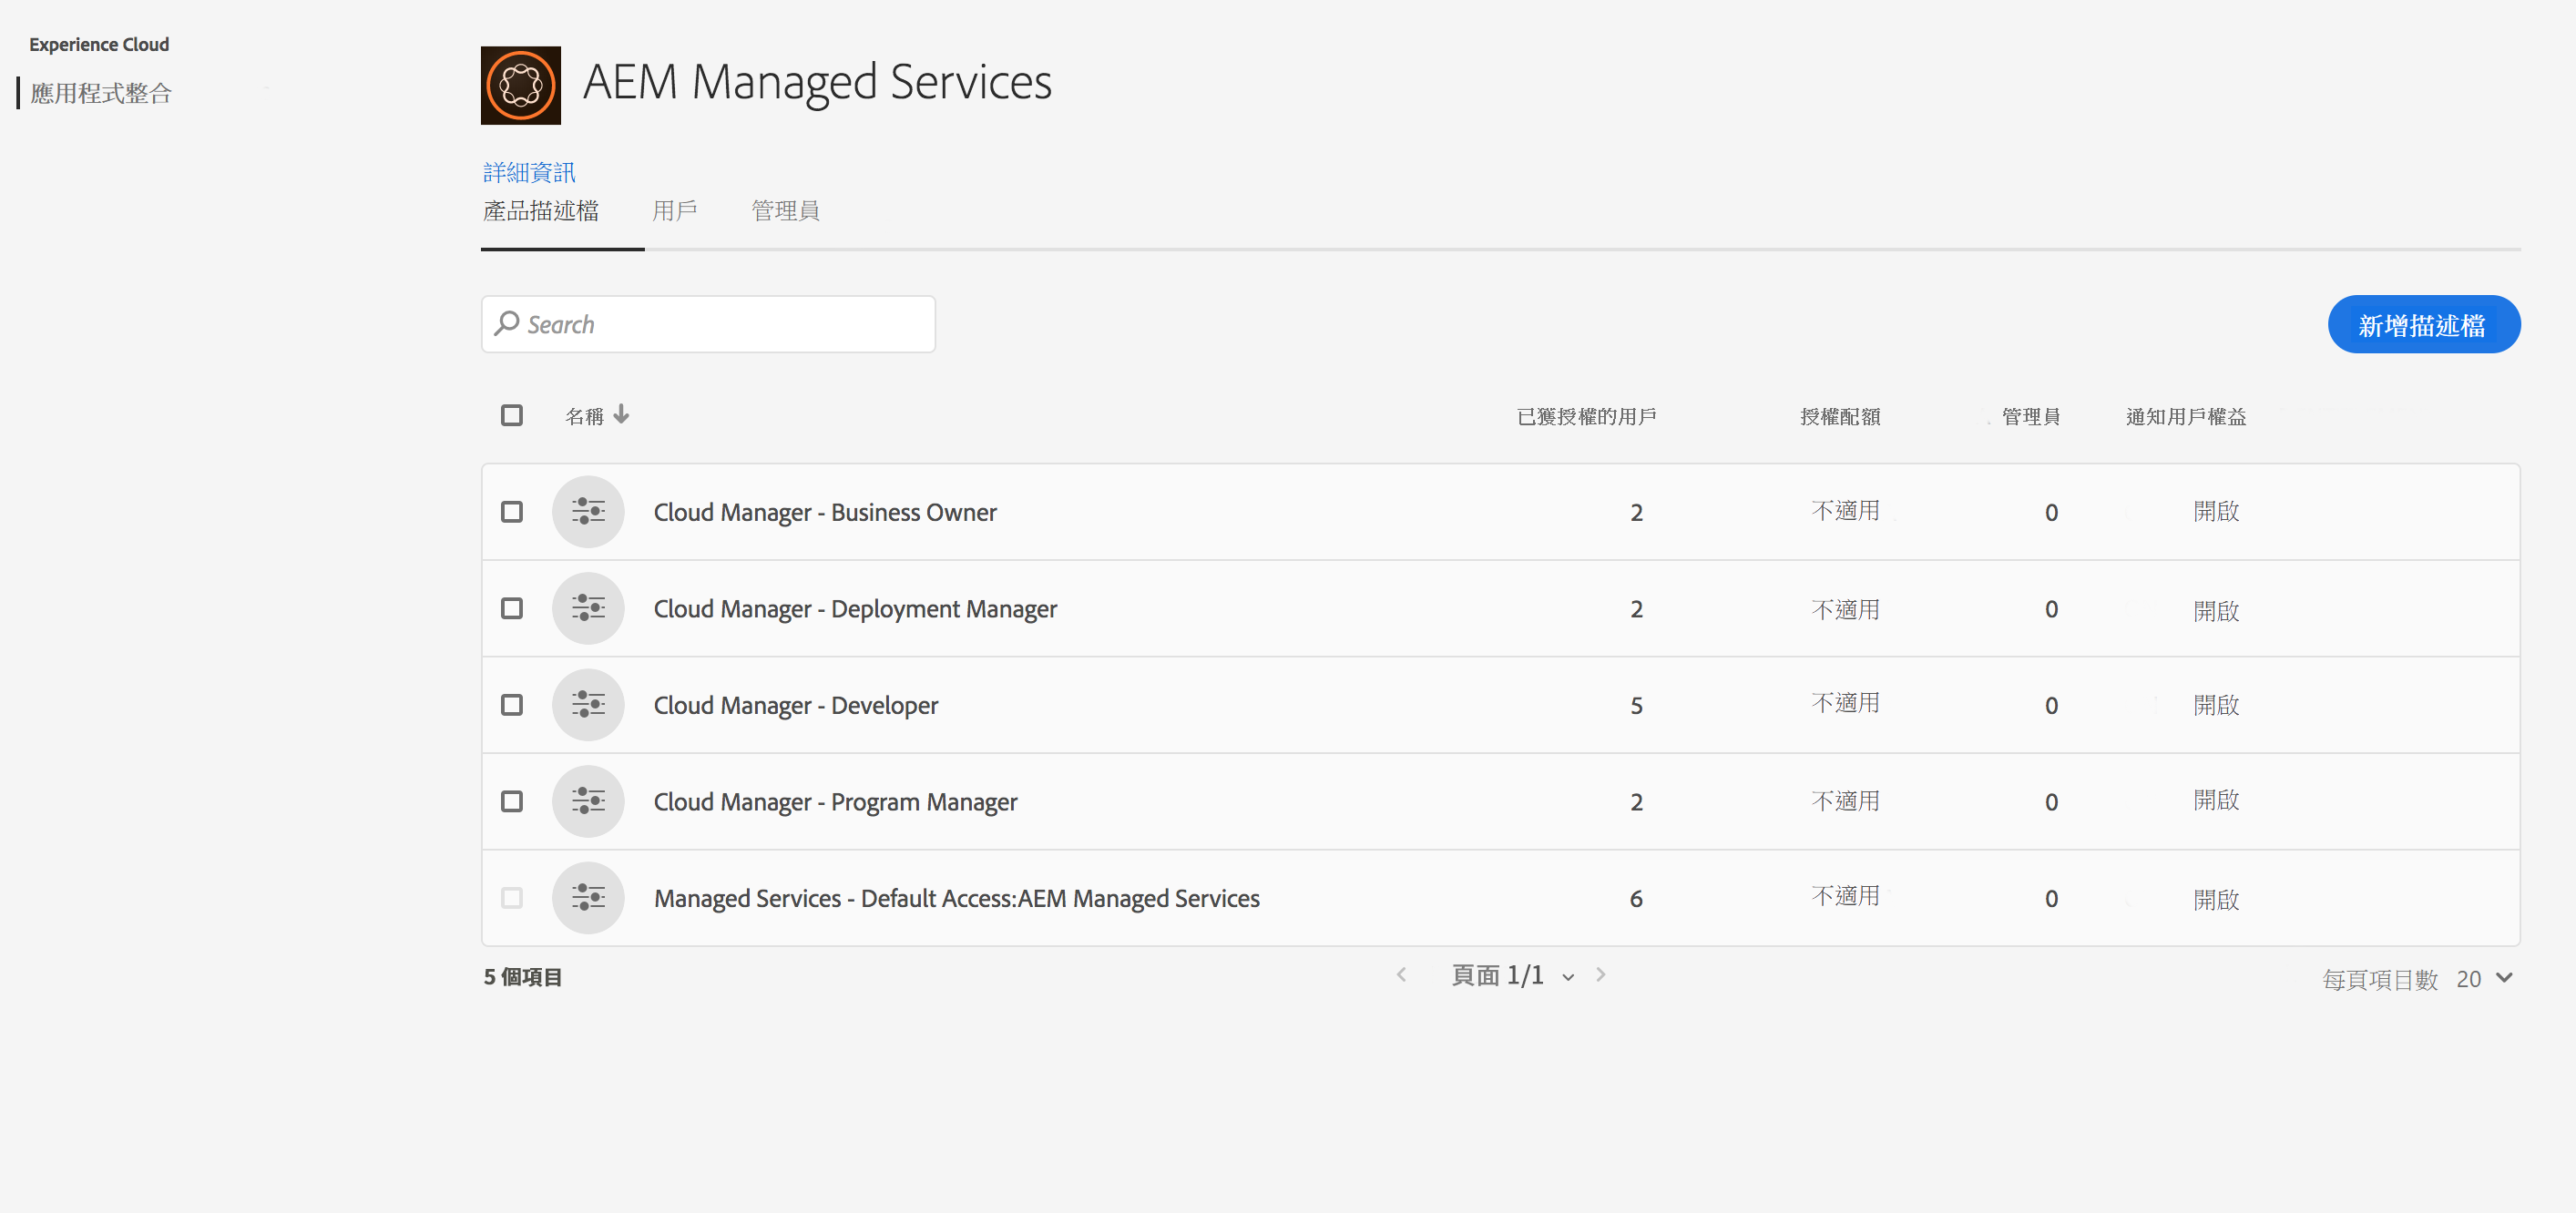 Experience Cloud
應用程式整合
AEM Managed Services
詳細資訊
產品描述檔 用戶 管理員
Search
新增描述檔
名稱 已獲授權的用戶 授權配額 管理員 通知用戶權益
Cloud Manager - Business Owner 2 不適用 0 開啟
Cloud Manager - Deployment Manager 2 不適用 0 開啟
Cloud Manager - Developer 5 不適用 0 開啟
Cloud Manager - Program Manager 2 不適用 0 開啟
Managed Services - Default Access:AEM Managed Services 6 不適用 0 開啟
5 個項目 頁面 1/1 每頁項目數 20